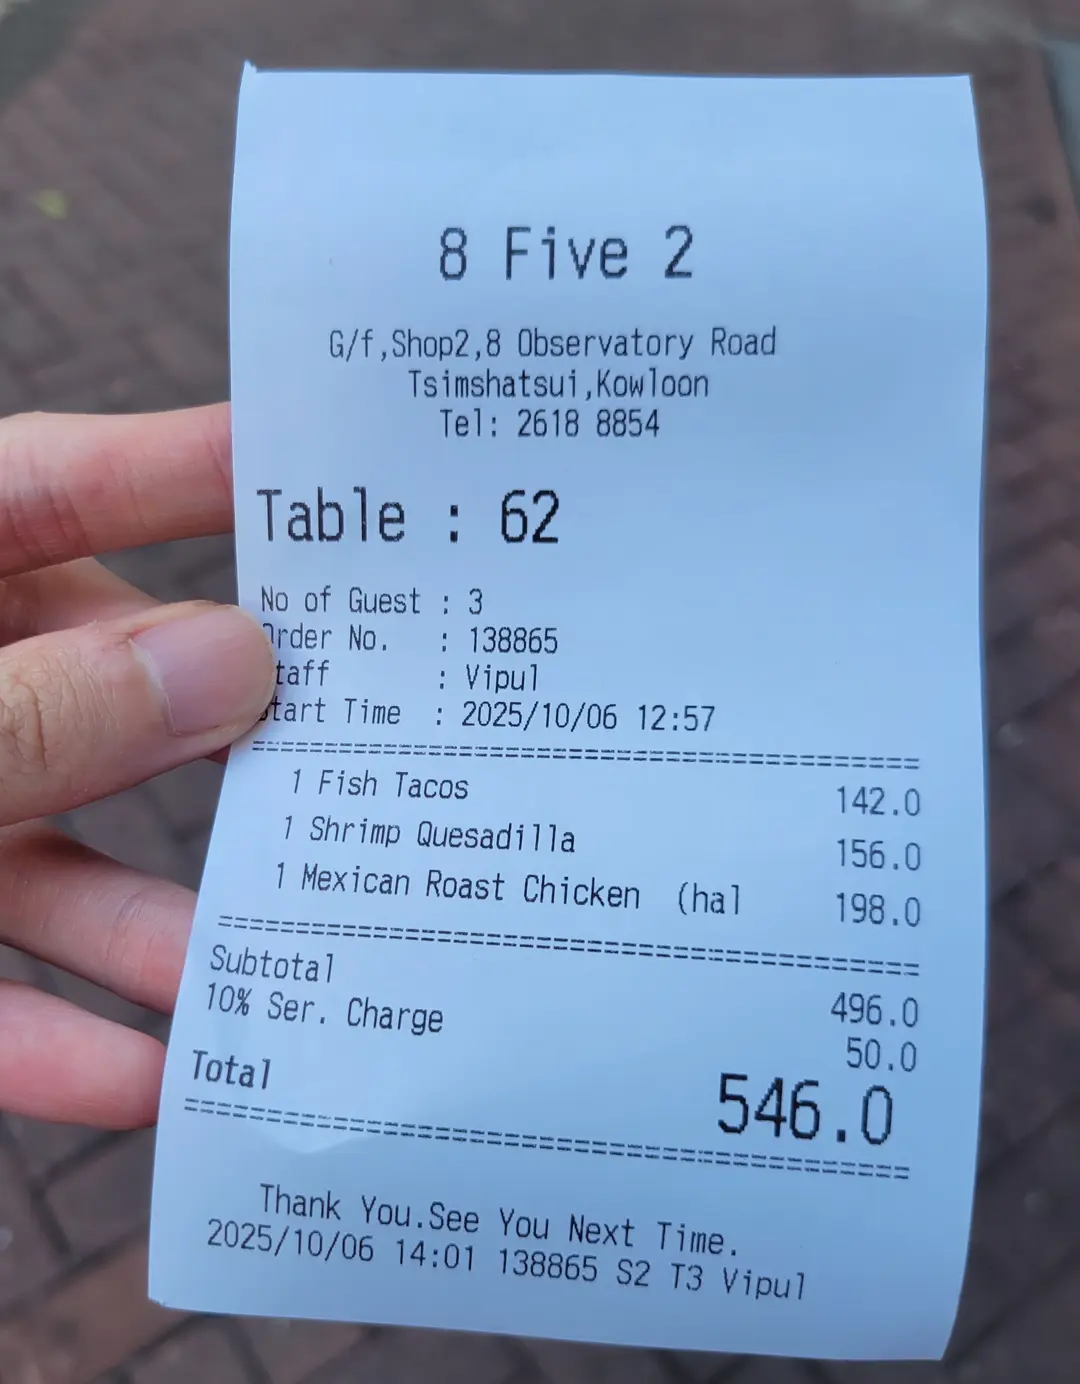 8 Five 2
G/f,Shop2,8 Observatory Road
Tsimshatsui,Kowloon
Tel: 2618 8854
Table : 62
No of Guest : 3
Order No. : 138865
taff : Vipul
Start Time : 2025/10/06 12:57
1 Fish Tacos 142.0
1 Shrimp Quesadilla 156.0
1 Mexican Roast Chicken (hal 198.0
Subtotal 496.0
10% Ser. Charge 50.0
Total 546.0
Thank You.See You Next Time.
2025/10/06 14:01 138865 S2 T3 Vipul